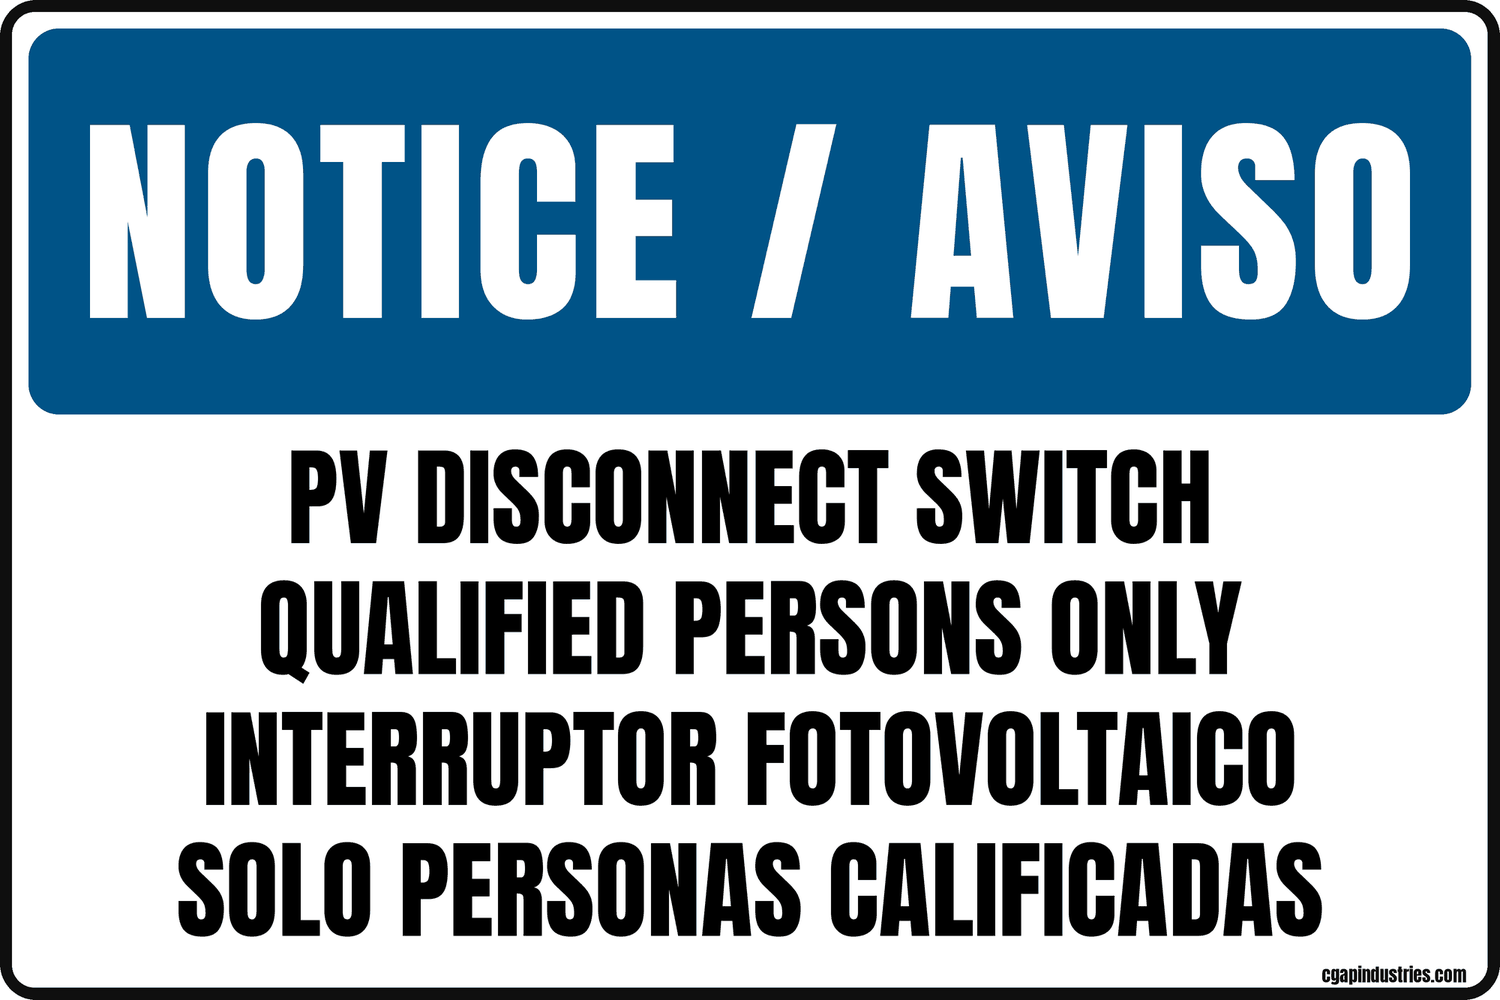 NOTICE / AVISO
PV DISCONNECT SWITCH
QUALIFIED PERSONS ONLY
INTERRUPTOR FOTOVOLTAICO
SOLO PERSONAS CALIFICADAS
cgapindustries.com